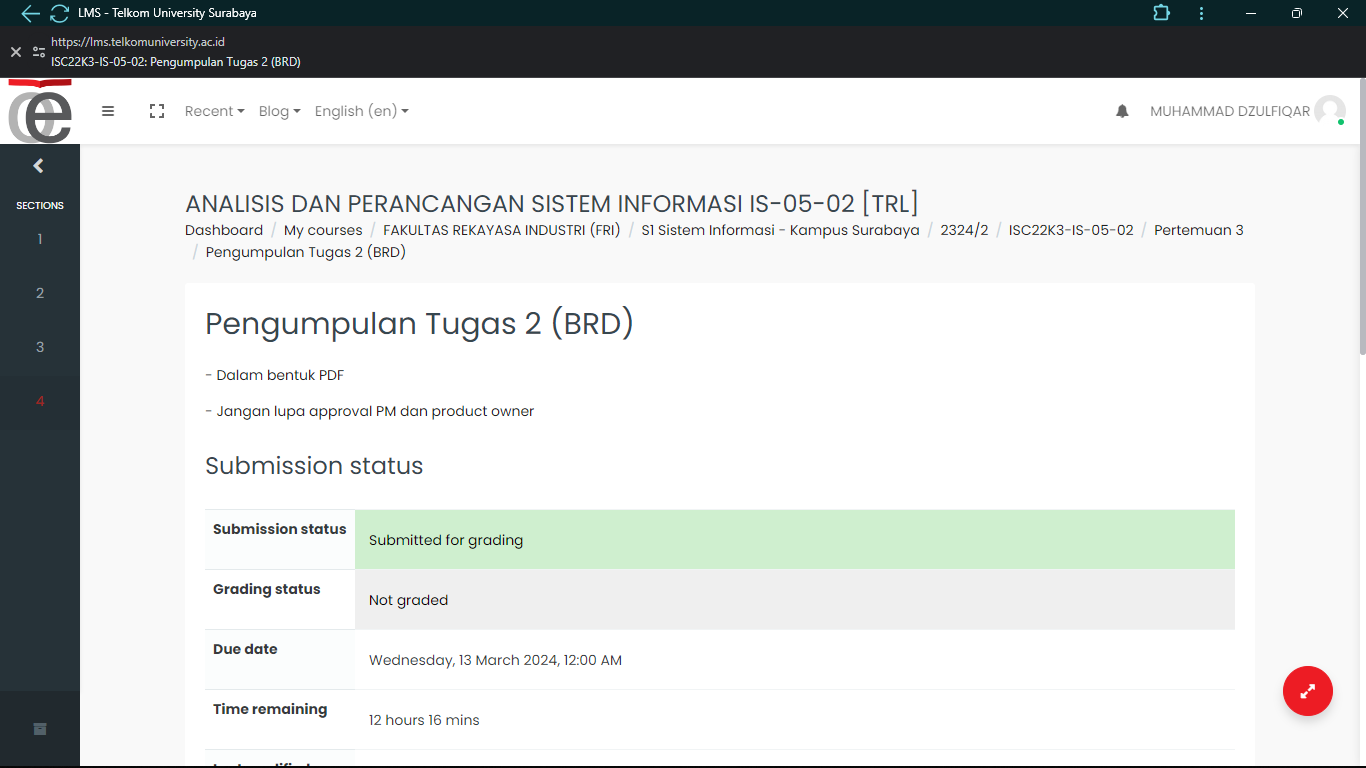 LMS - Telkom University Surabaya
https://lms.telkomuniversity.ac.id
ISC22K3-IS-05-02: Pengumpulan Tugas 2 (BRD)
Recent Blog English (en) MUHAMMAD DZULFIQAR
SECTIONS
1
2
3
4
ANALISIS DAN PERANCANGAN SISTEM INFORMASI IS-05-02 [TRL]
Dashboard / My courses / FAKULTAS REKAYASA INDUSTRI (FRI) / S1 Sistem Informasi - Kampus Surabaya / 2324/2 / ISC22K3-IS-05-02 / Pertemuan 3
/ Pengumpulan Tugas 2 (BRD)
Pengumpulan Tugas 2 (BRD)
- Dalam bentuk PDF
- Jangan lupa approval PM dan product owner
Submission status
Submission status Submitted for grading
Grading status Not graded
Due date Wednesday, 13 March 2024, 12:00 AM
Time remaining 12 hours 16 mins